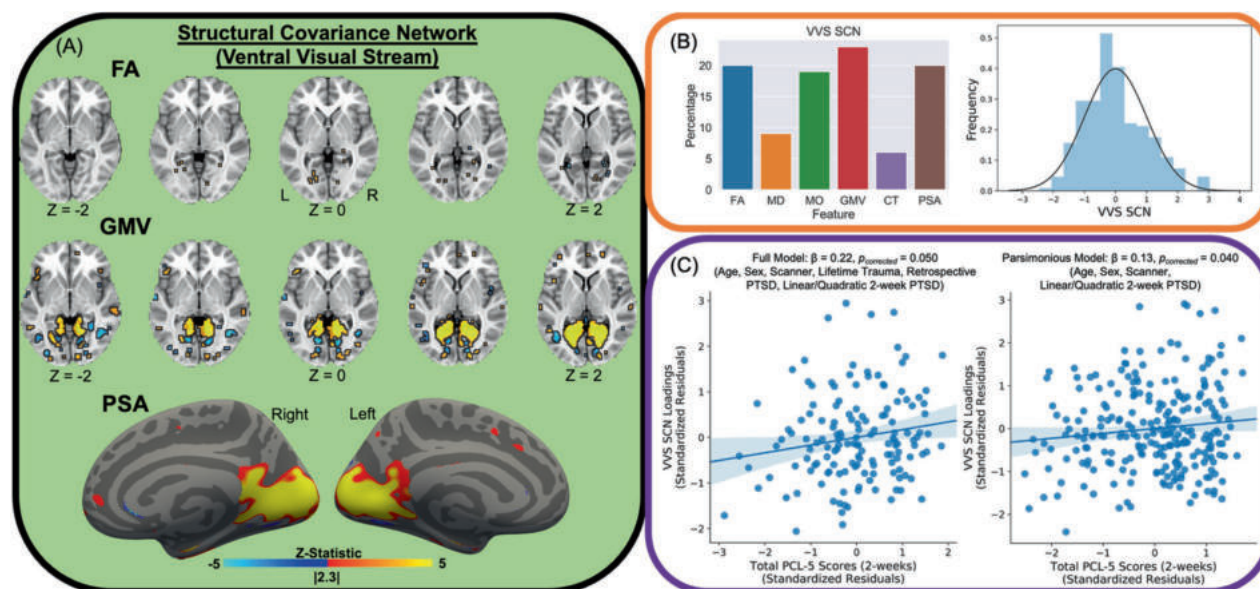 (A)
Structural Covariance Network
(Ventral Visual Stream)
FA
L
R
Z = -2
Z = 0
Z = 2
GMV
Z = -2
Z = 0
Z = 2
PSA
Right
Left
Z-Statistic
-5
5
|2.3|
(B)
VVS SCN
Percentage
20
15
10
5
0
FA MD MO GMV CT PSA
Feature
Frequency
0.5
0.4
0.3
0.2
0.1
0.0
−3 −2 −1 0 1 2 3 4
VVS SCN
(C)
Full Model: β = 0.22, pcorrected = 0.050
(Age, Sex, Scanner, Lifetime Trauma, Retrospective
PTSD, Linear/Quadratic 2-week PTSD)
VVS SCN Loadings
(Standardized Residuals)
3
2
1
0
−1
−2
−3 −2 −1 0 1 2
Total PCL-5 Scores (2-weeks)
(Standardized Residuals)
Parsimonious Model: β = 0.13, pcorrected = 0.040
(Age, Sex, Scanner,
Linear/Quadratic 2-week PTSD)
VVS SCN Loadings
(Standardized Residuals)
3
2
1
0
−1
−2
−2 −1 0 1
Total PCL-5 Scores (2-weeks)
(Standardized Residuals)